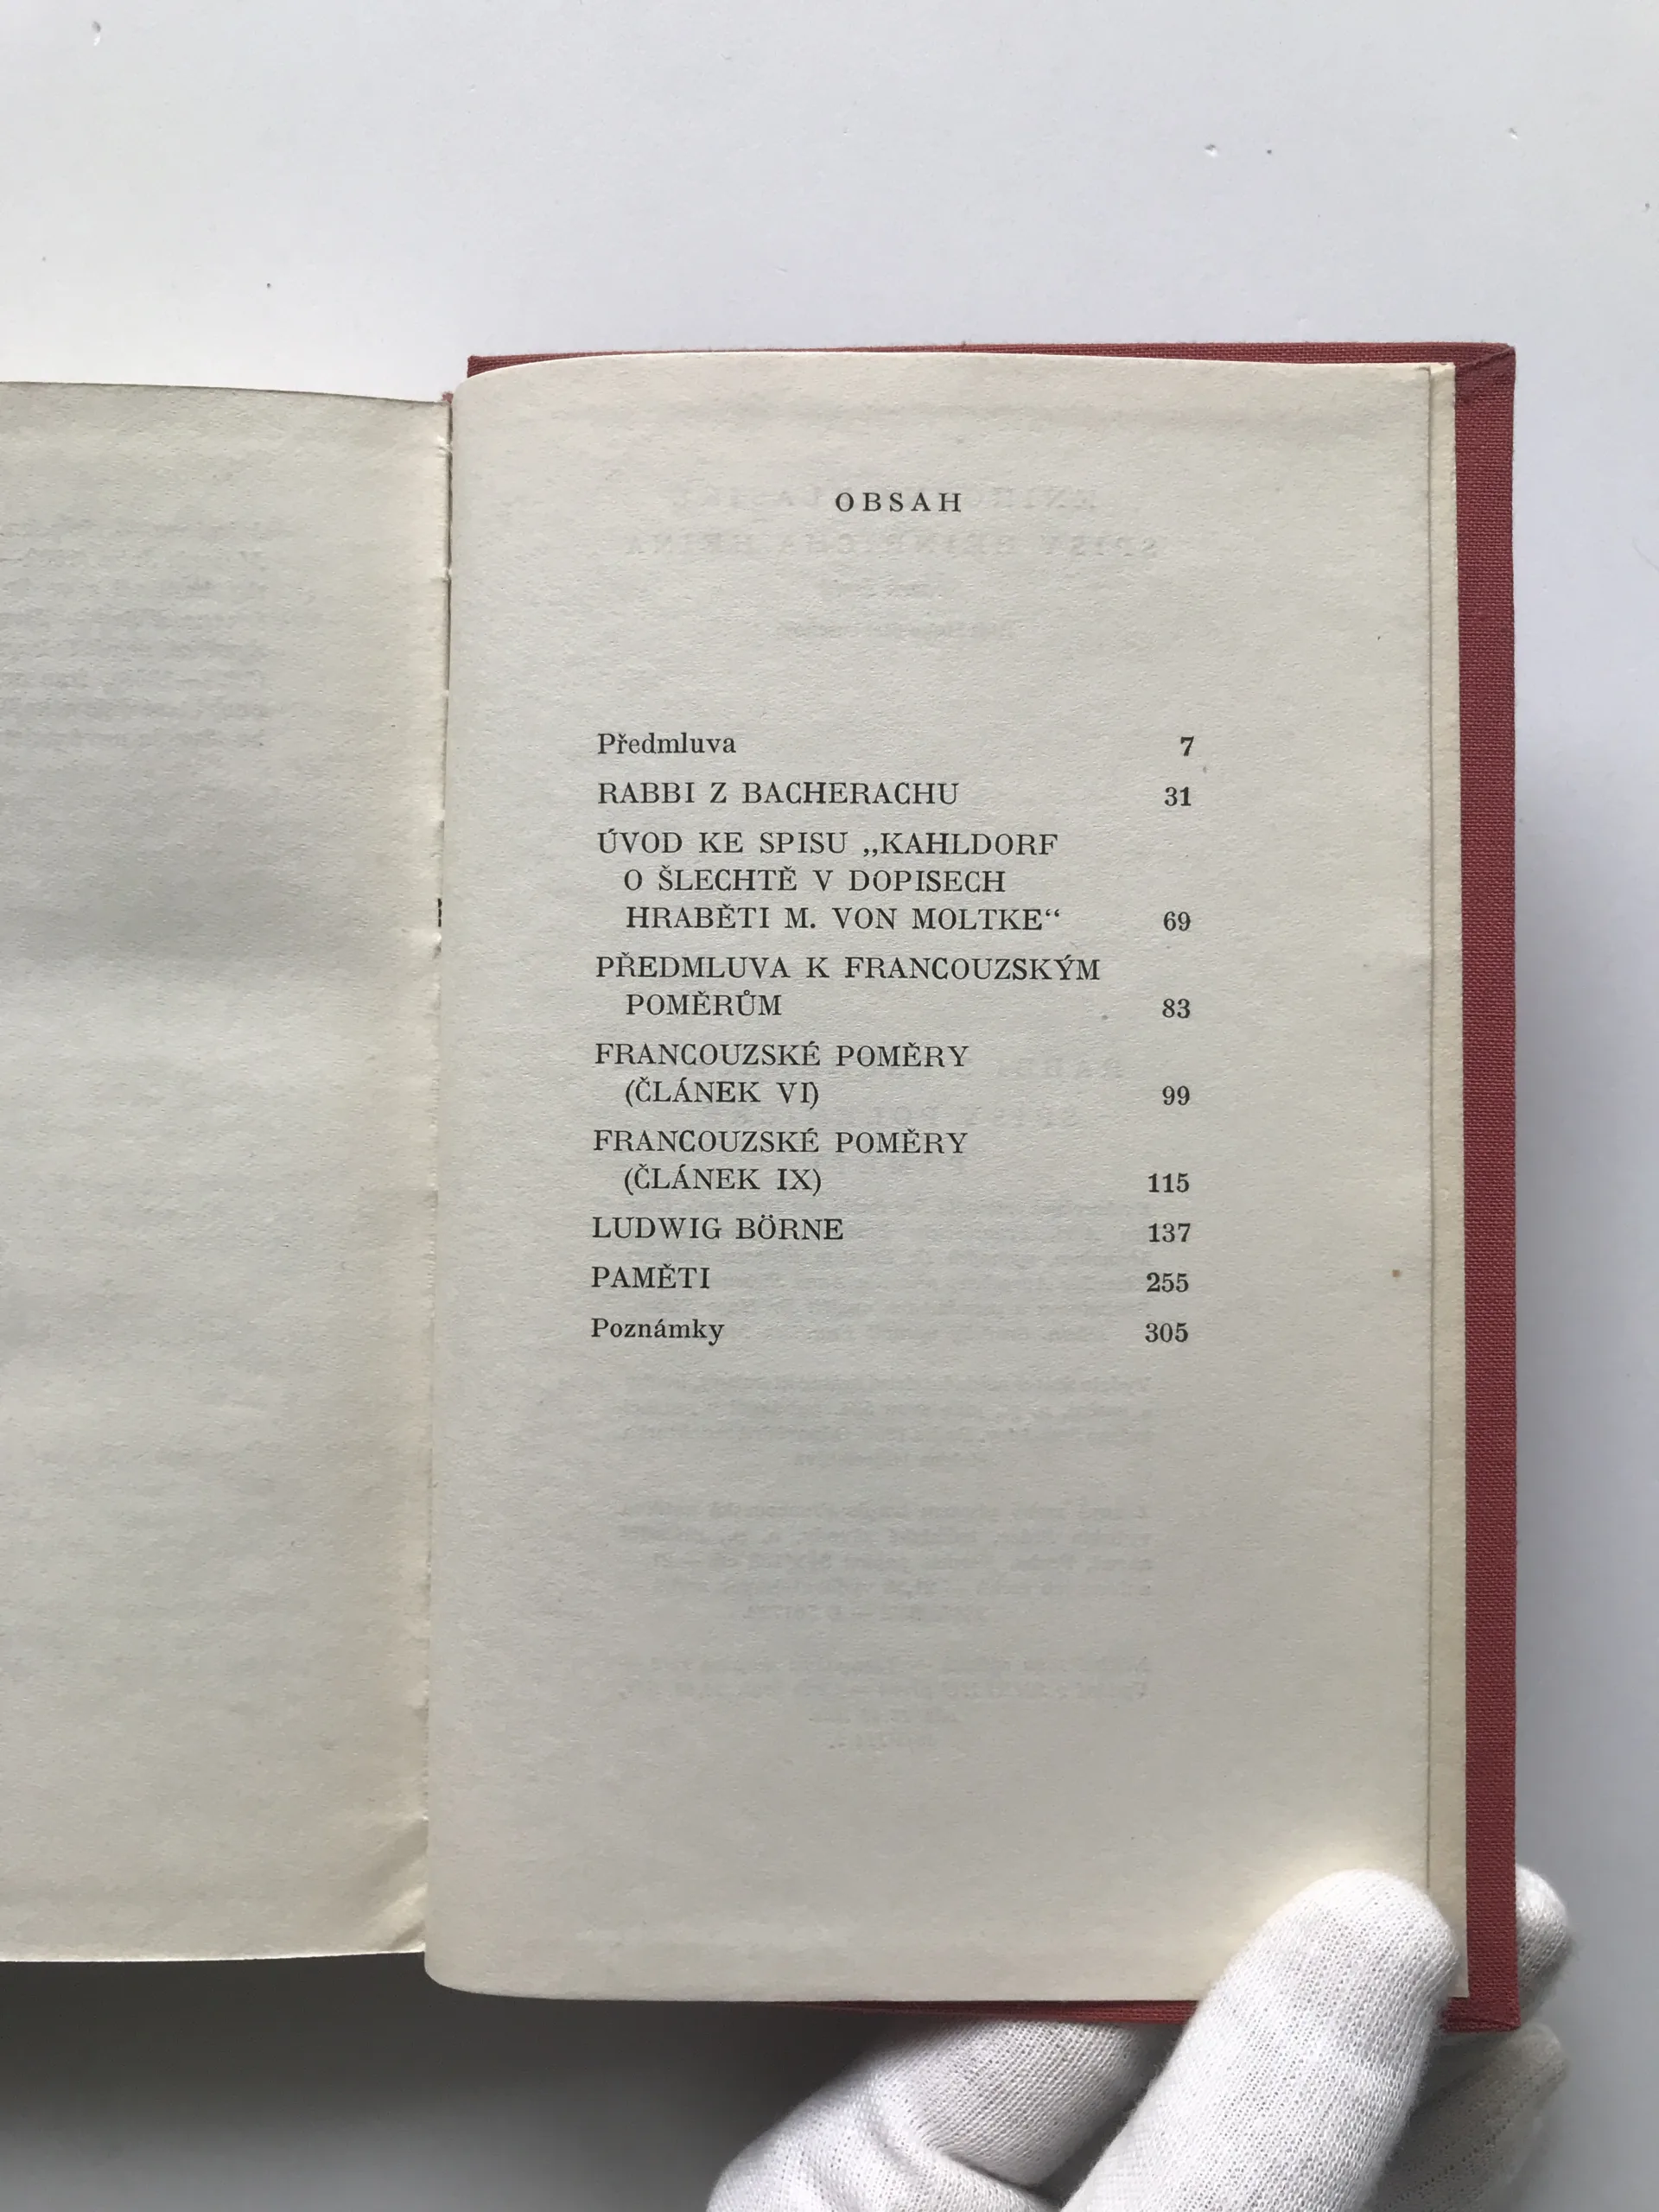 OBSAH
Předmluva 7
RABBI Z BACHERACHU 31
ÚVOD KE SPISU „KAHLDORF
O ŠLECHTĚ V DOPISECH
HRABĚTI M. VON MOLTKE“ 69
PŘEDMLUVA K FRANCOUZSKÝM
POMĚRŮM 83
FRANCOUZSKÉ POMĚRY
(ČLÁNEK VI) 99
FRANCOUZSKÉ POMĚRY
(ČLÁNEK IX) 115
LUDWIG BÖRNE 137
PAMĚTI 255
Poznámky 305